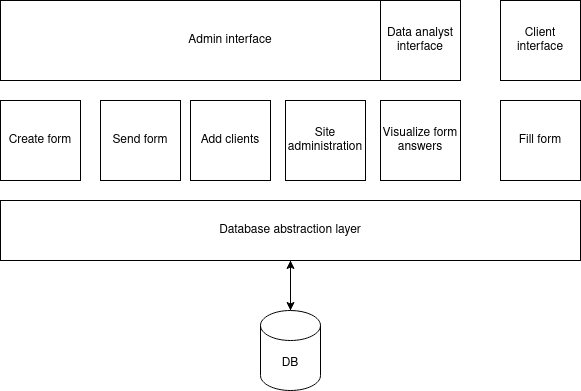 Admin interface
Data analyst
interface
Client
interface
Create form
Send form
Add clients
Site
administration
Visualize form
answers
Fill form
Database abstraction layer
DB